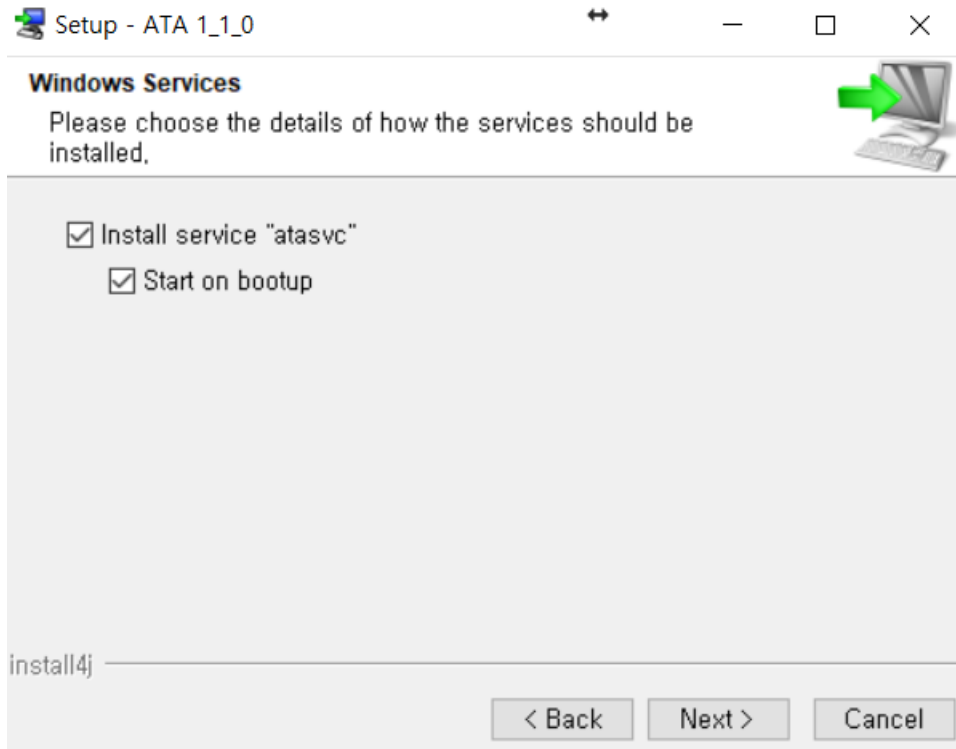 Setup - ATA 1_1_0
Windows Services
Please choose the details of how the services should be
installed.
Install service "atasvc"
Start on bootup
install4j
< Back
Next >
Cancel